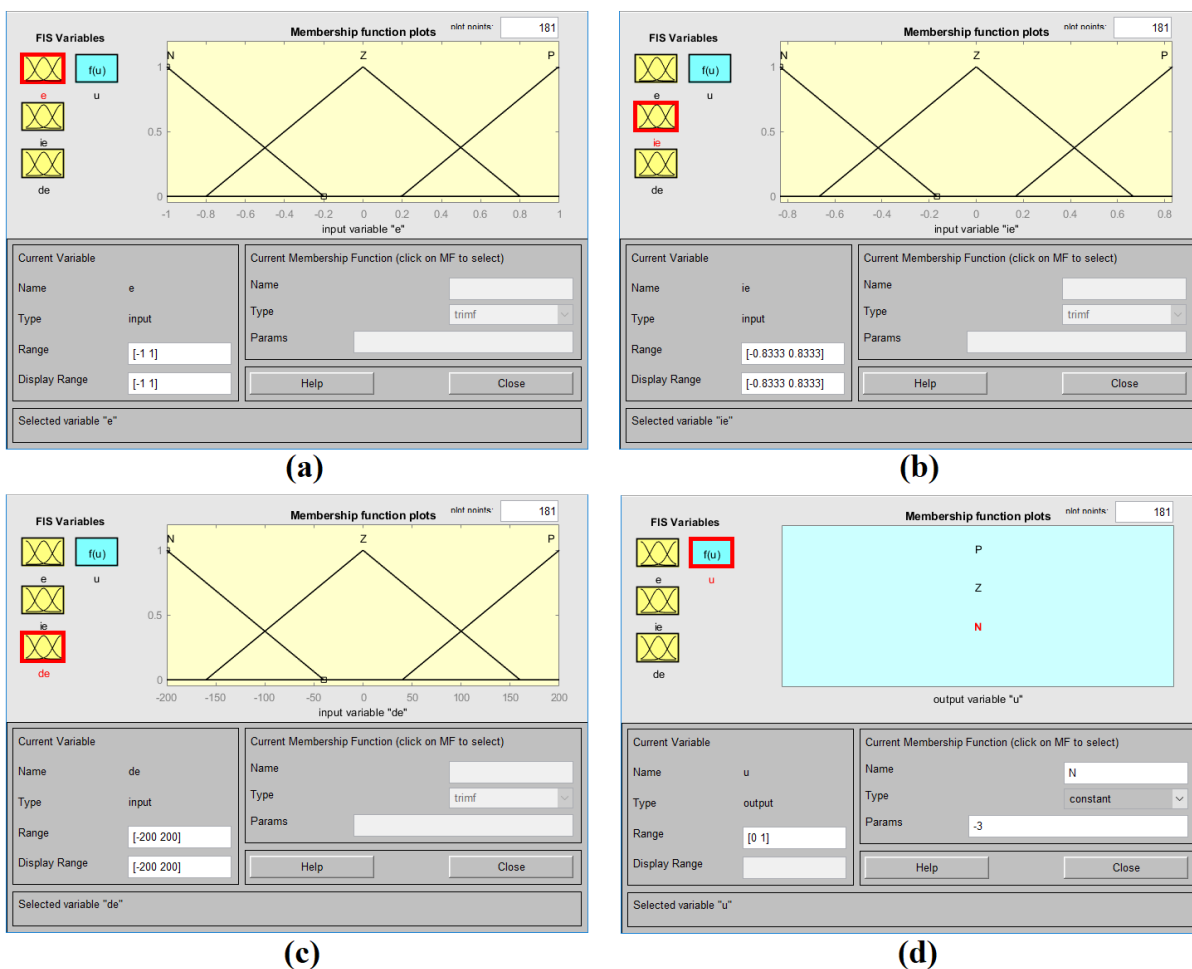 FIS Variables
Membership function plots
plot points:
181
f(u)
e
u
ie
de
N
Z
P
1
0.5
0
-1 -0.8 -0.6 -0.4 -0.2 0 0.2 0.4 0.6 0.8 1
input variable "e"
Current Variable
Name e
Type input
Range [-1 1]
Display Range [-1 1]
Current Membership Function (click on MF to select)
Name
Type trimf
Params
Help Close
Selected variable "e"
(a)
FIS Variables
Membership function plots
plot points:
181
f(u)
e
u
ie
de
N
Z
P
1
0.5
0
-0.8 -0.6 -0.4 -0.2 0 0.2 0.4 0.6 0.8
input variable "ie"
Current Variable
Name ie
Type input
Range [-0.8333 0.8333]
Display Range [-0.8333 0.8333]
Current Membership Function (click on MF to select)
Name
Type trimf
Params
Help Close
Selected variable "ie"
(b)
FIS Variables
Membership function plots
plot points:
181
f(u)
e
u
ie
de
N
Z
P
1
0.5
0
-200 -150 -100 -50 0 50 100 150 200
input variable "de"
Current Variable
Name de
Type input
Range [-200 200]
Display Range [-200 200]
Current Membership Function (click on MF to select)
Name
Type trimf
Params
Help Close
Selected variable "de"
(c)
FIS Variables
Membership function plots
plot points:
181
f(u)
e
u
ie
de
P
Z
N
output variable "u"
Current Variable
Name u
Type output
Range [0 1]
Display Range
Current Membership Function (click on MF to select)
Name N
Type constant
Params -3
Help Close
Selected variable "u"
(d)